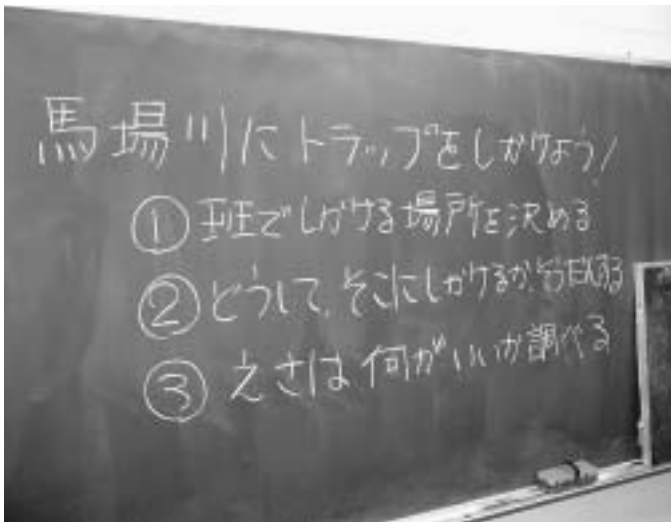 馬場川にトラップをしかけよう!
①班でしかける場所を決める
②どうして、そこにしかけるか、
③えさは何がいいか調べる